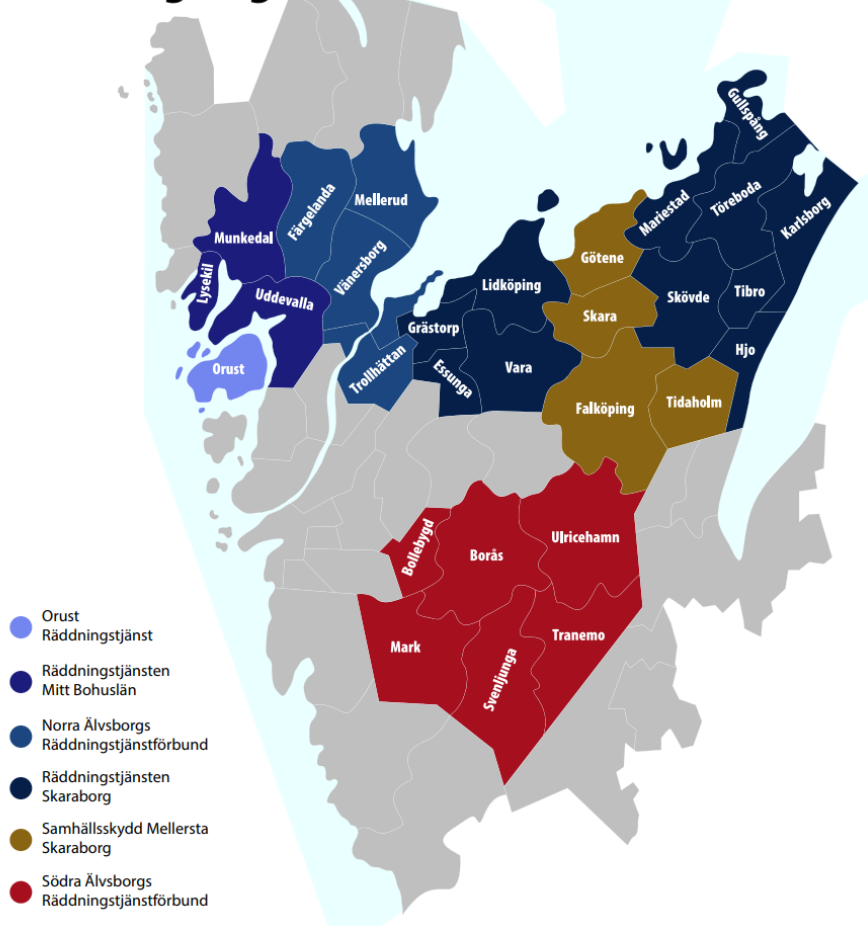 Gullspång
Mellerud
Färgelanda
Töreboda
Mariestad
Karlsborg
Munkedal
Vänersborg
Götene
Lysekil
Lidköping
Tibro
Uddevalla
Skövde
Skara
Grästorp
Hjo
Trollhättan
Orust
Vara
Essunga
Tidaholm
Falköping
Ulricehamn
Bollebygd
Borås
Tranemo
Mark
Svenljunga
Orust
Räddningstjänst
Räddningstjänsten
Mitt Bohuslän
Norra Älvsborgs
Räddningstjänstförbund
Räddningstjänsten
Skaraborg
Samhällsskydd Mellersta
Skaraborg
Södra Älvsborgs
Räddningstjänstförbund